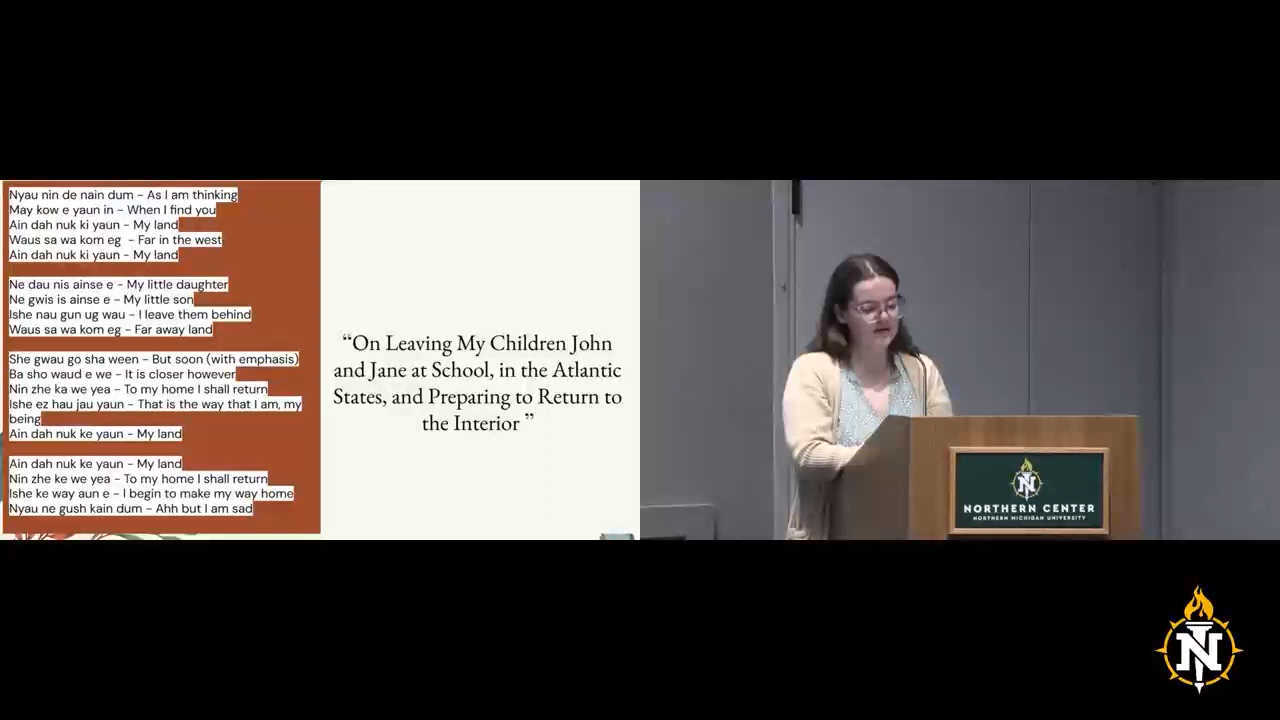 Nyau nin de nain dum – As I am thinking
May kow e yaun in – When I find you
Ain dah nuk ki yaun – My land
Waus sa wa kom eg  – Far in the west
Ain dah nuk ki yaun – My land
Ne dau nis ainse e – My little daughter
Ne gwis is ainse e – My little son
Ishe nau gun ug wau – I leave them behind
Waus sa wa kom eg – Far away land
She gwau go sha ween – But soon (with emphasis)
Ba sho waud e we – It is closer however
Nin zhe ka we yea – To my home I shall return
Ishe ez hau jau yaun – That is the way that I am, my
being
Ain dah nuk ke yaun – My land
Ain dah nuk ke yaun – My land
Nin zhe ke we yea – To my home I shall return
Ishe ke way aun e – I begin to make my way home
Nyau ne gush kain dum – Ahh but I am sad
“On Leaving My Children John
and Jane at School, in the Atlantic
States, and Preparing to Return to
the Interior ”
N
NORTHERN CENTER
NORTHERN MICHIGAN UNIVERSITY
N